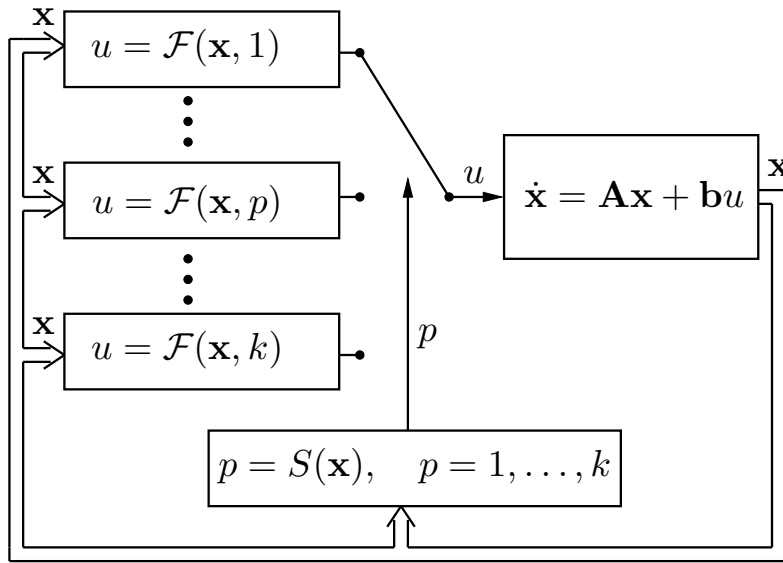 x
u = F(x, 1)
x
u = F(x, p)
x
u = F(x, k)
u
ẋ = Ax + bu
x
p
p = S(x), p = 1, . . . , k